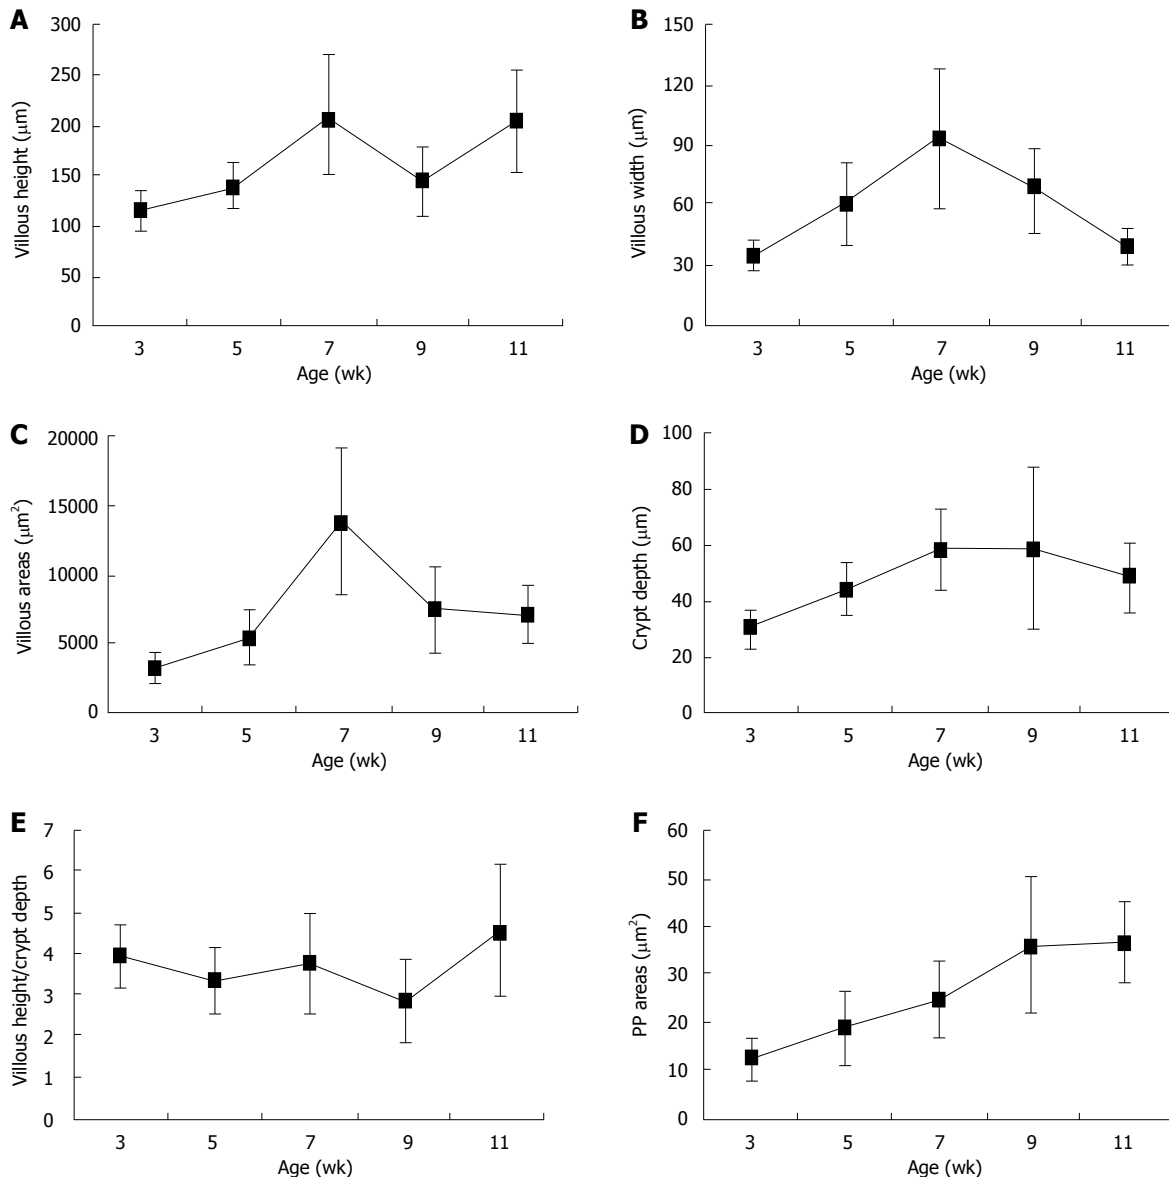 A
300
250
200
150
100
50
0
Villous height (μm)
3 5 7 9 11
Age (wk)
B
150
120
90
60
30
0
Villous width (μm)
3 5 7 9 11
Age (wk)
C
20000
15000
10000
5000
0
Villous areas (μm²)
3 5 7 9 11
Age (wk)
D
100
80
60
40
20
0
Crypt depth (μm)
3 5 7 9 11
Age (wk)
E
7
6
5
4
3
2
1
0
Villous height/crypt depth
3 5 7 9 11
Age (wk)
F
60
50
40
30
20
10
0
PP areas (μm²)
3 5 7 9 11
Age (wk)